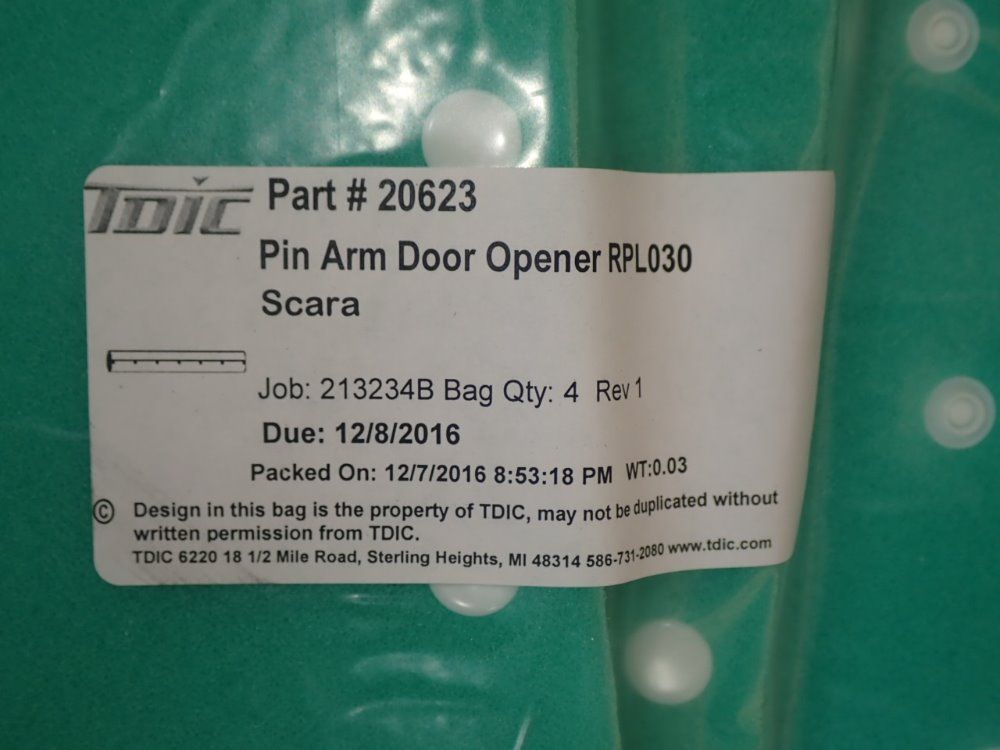 TDIC
Part # 20623
Pin Arm Door Opener RPL030
Scara
Job: 213234B Bag Qty: 4 Rev 1
Due: 12/8/2016
Packed On: 12/7/2016 8:53:18 PM WT:0.03
© Design in this bag is the property of TDIC, may not be duplicated without
written permission from TDIC.
TDIC 6220 18 1/2 Mile Road, Sterling Heights, MI 48314 586-731-2080 www.tdic.com